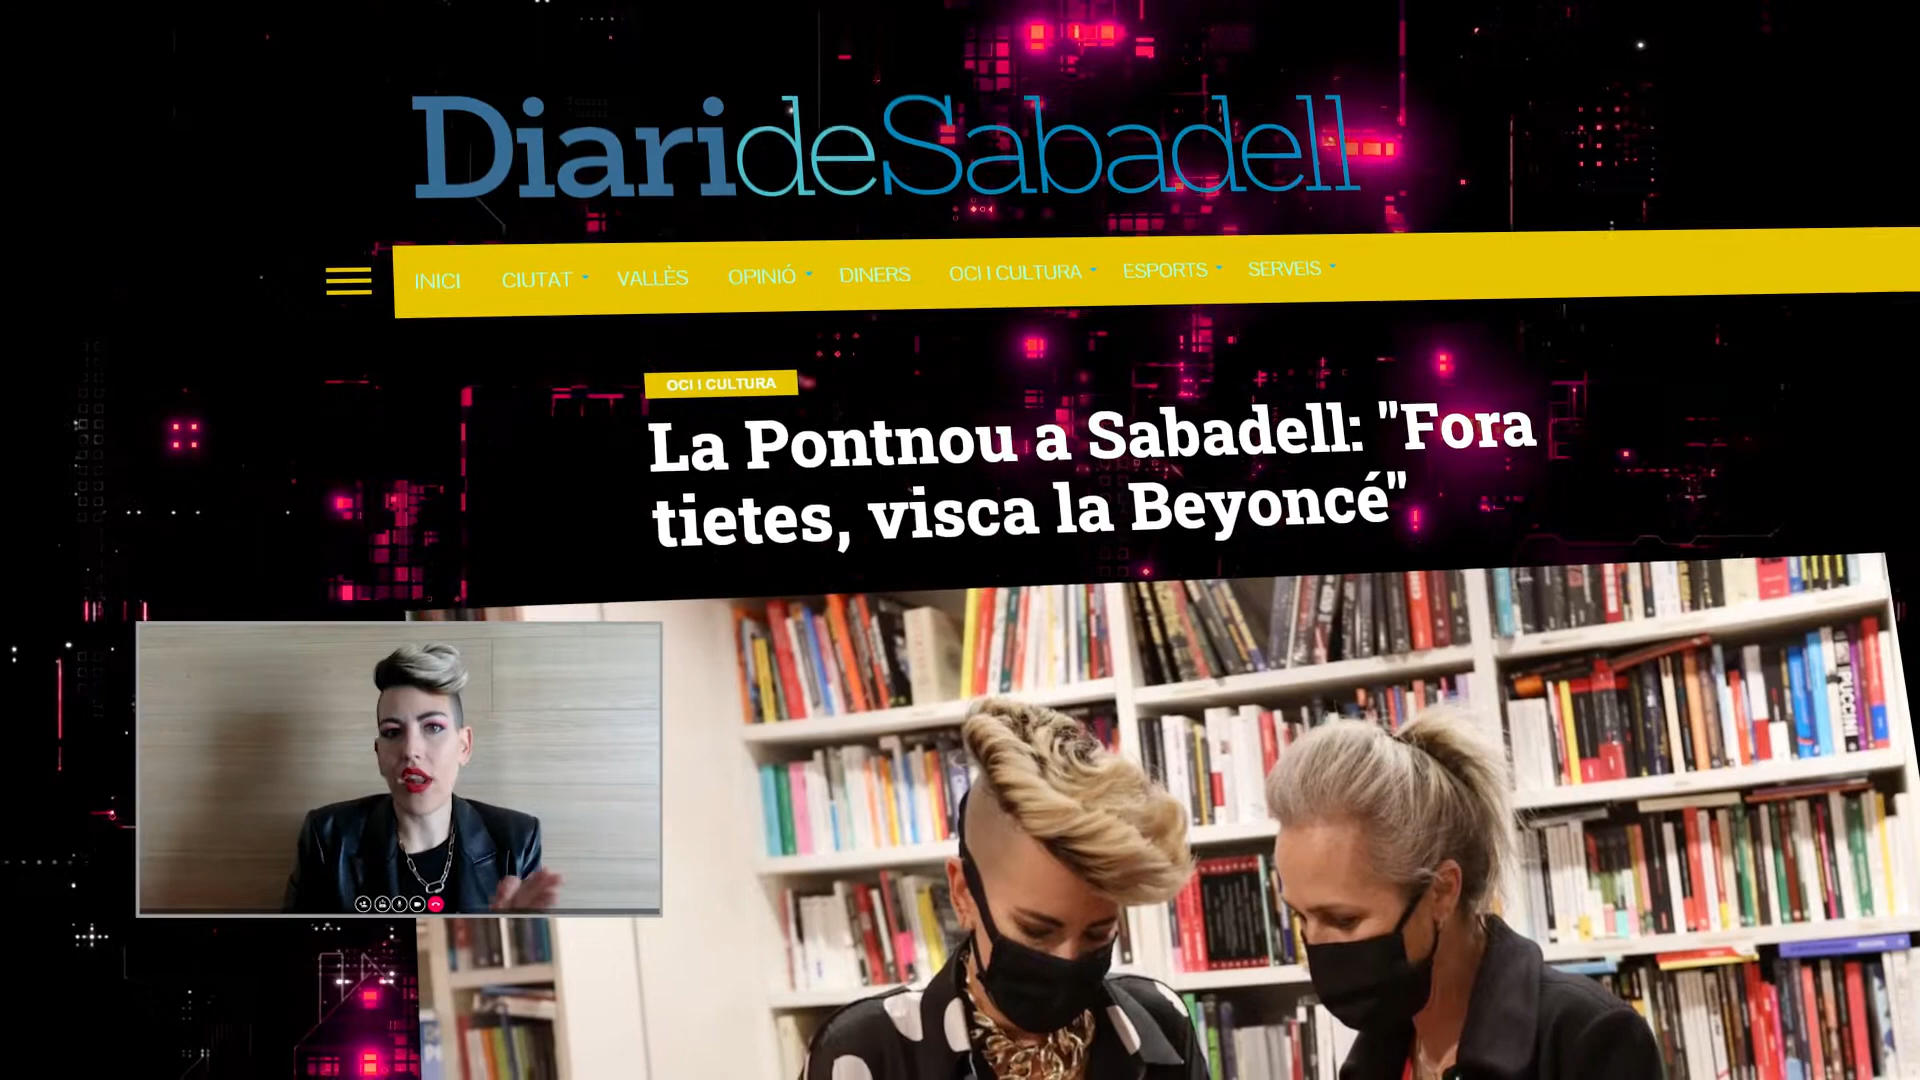 DiarideSabadell
INICI CIUTAT VALLÈS OPINIÓ DINERS OCI I CULTURA ESPORTS SERVEIS
OCI I CULTURA
La Pontnou a Sabadell: "Fora
tietes, visca la Beyoncé"